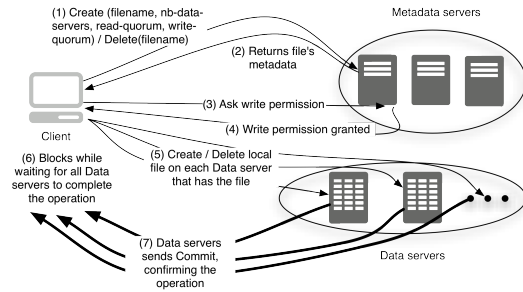 (1) Create (filename, nb-data-
servers, read-quorum, write-
quorum) / Delete(filename)
Metadata servers
(2) Returns file's
metadata
(3) Ask write permission
(4) Write permission granted
Client
(6) Blocks while
waiting for all Data
servers to complete
the operation
(5) Create / Delete local
file on each Data server
that has the file
(7) Data servers
sends Commit,
confirming the
operation
Data servers